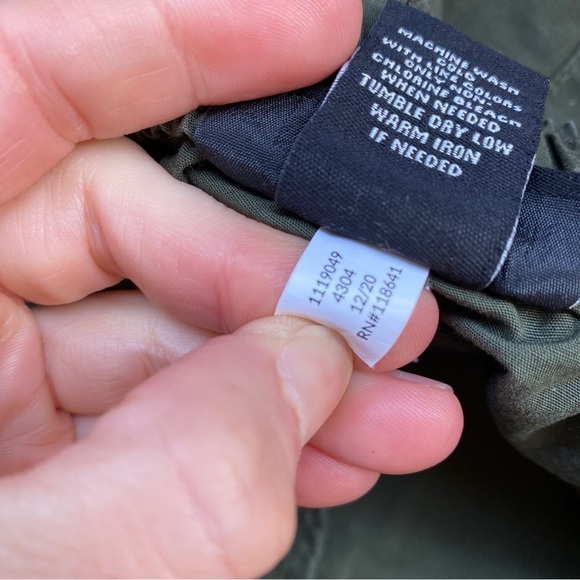 MACHINE WASH
COLD
WITH LIKE COLORS
ONLY NON-
CHLORINE BLEACH
WHEN NEEDED
TUMBLE DRY LOW
WARM IRON
IF NEEDED
1119049
4304
12/20
RN#118641